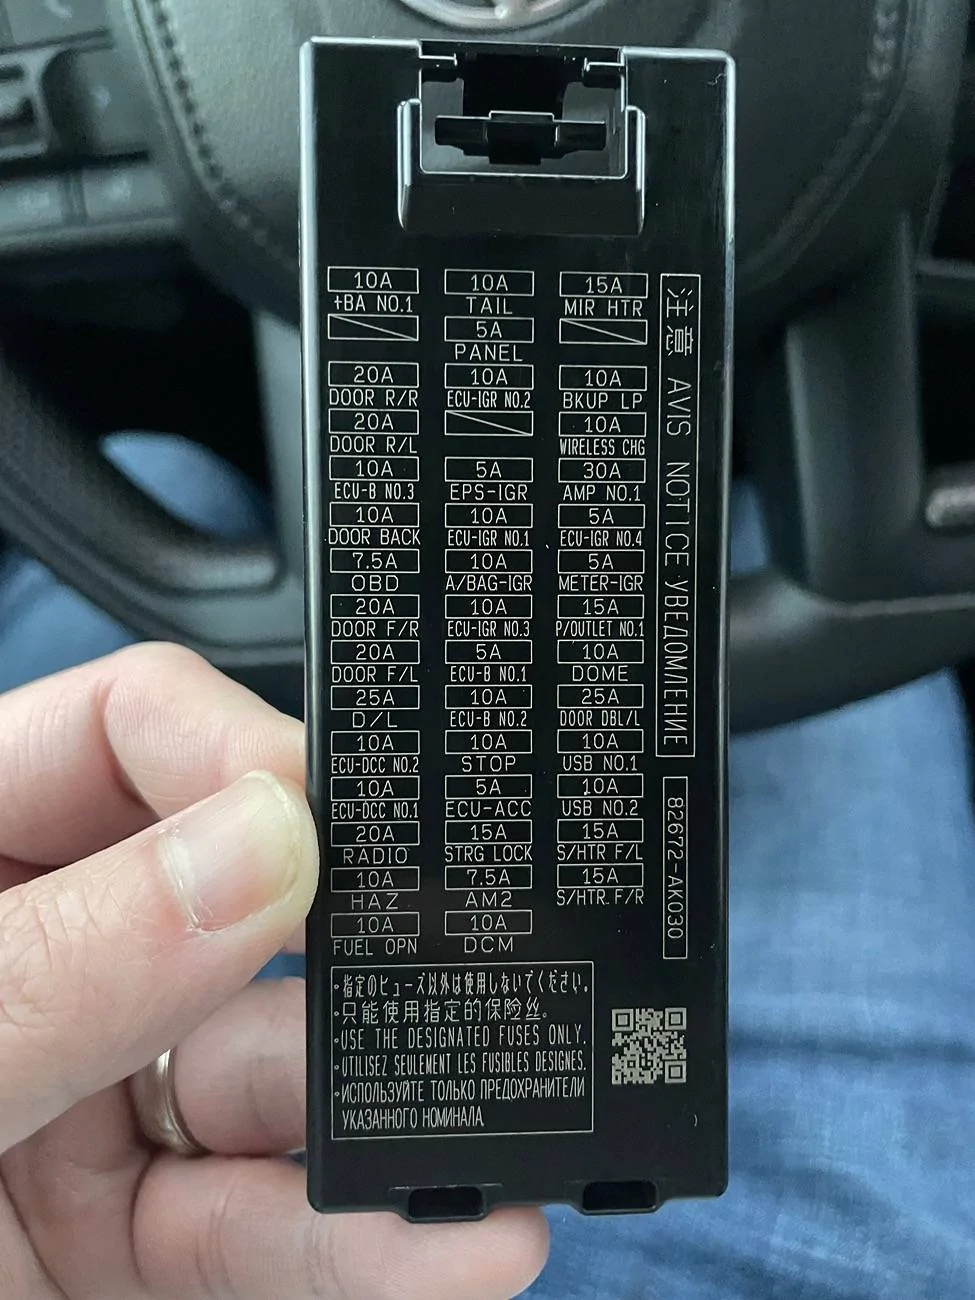 10A
+BA NO.1
20A
DOOR R/R
20A
DOOR R/L
10A
ECU-B NO.3
10A
DOOR BACK
7.5A
OBD
20A
DOOR F/R
20A
DOOR F/L
25A
D/L
10A
ECU-DCC NO.2
10A
ECU-DCC NO.1
20A
RADIO
10A
HAZ
10A
FUEL OPN
10A
TAIL
5A
PANEL
10A
ECU-IGR NO.2
5A
EPS-IGR
10A
ECU-IGR NO.1
10A
A/BAG-IGR
10A
ECU-IGR NO.3
5A
ECU-B NO.1
10A
ECU-B NO.2
10A
STOP
5A
ECU-ACC
15A
STRG LOCK
7.5A
AM2
10A
DCM
15A
MIR HTR
10A
BKUP LP
10A
WIRELESS CHG
30A
AMP NO.1
5A
ECU-IGR NO.4
5A
METER-IGR
15A
P/OUTLET NO.1
10A
DOME
25A
DOOR DBL/L
10A
USB NO.1
10A
USB NO.2
15A
S/HTR F/L
15A
S/HTR F/R
注意 AVIS NOTICE УВЕДОМЛЕНИЕ
82672-AK030
・指定のヒューズ以外は使用しないでください。
・只能使用指定的保险丝。
・USE THE DESIGNATED FUSES ONLY.
・UTILISEZ SEULEMENT LES FUSIBLES DESIGNES.
・ИСПОЛЬЗУЙТЕ ТОЛЬКО ПРЕДОХРАНИТЕЛИ
УКАЗАННОГО НОМИНАЛА